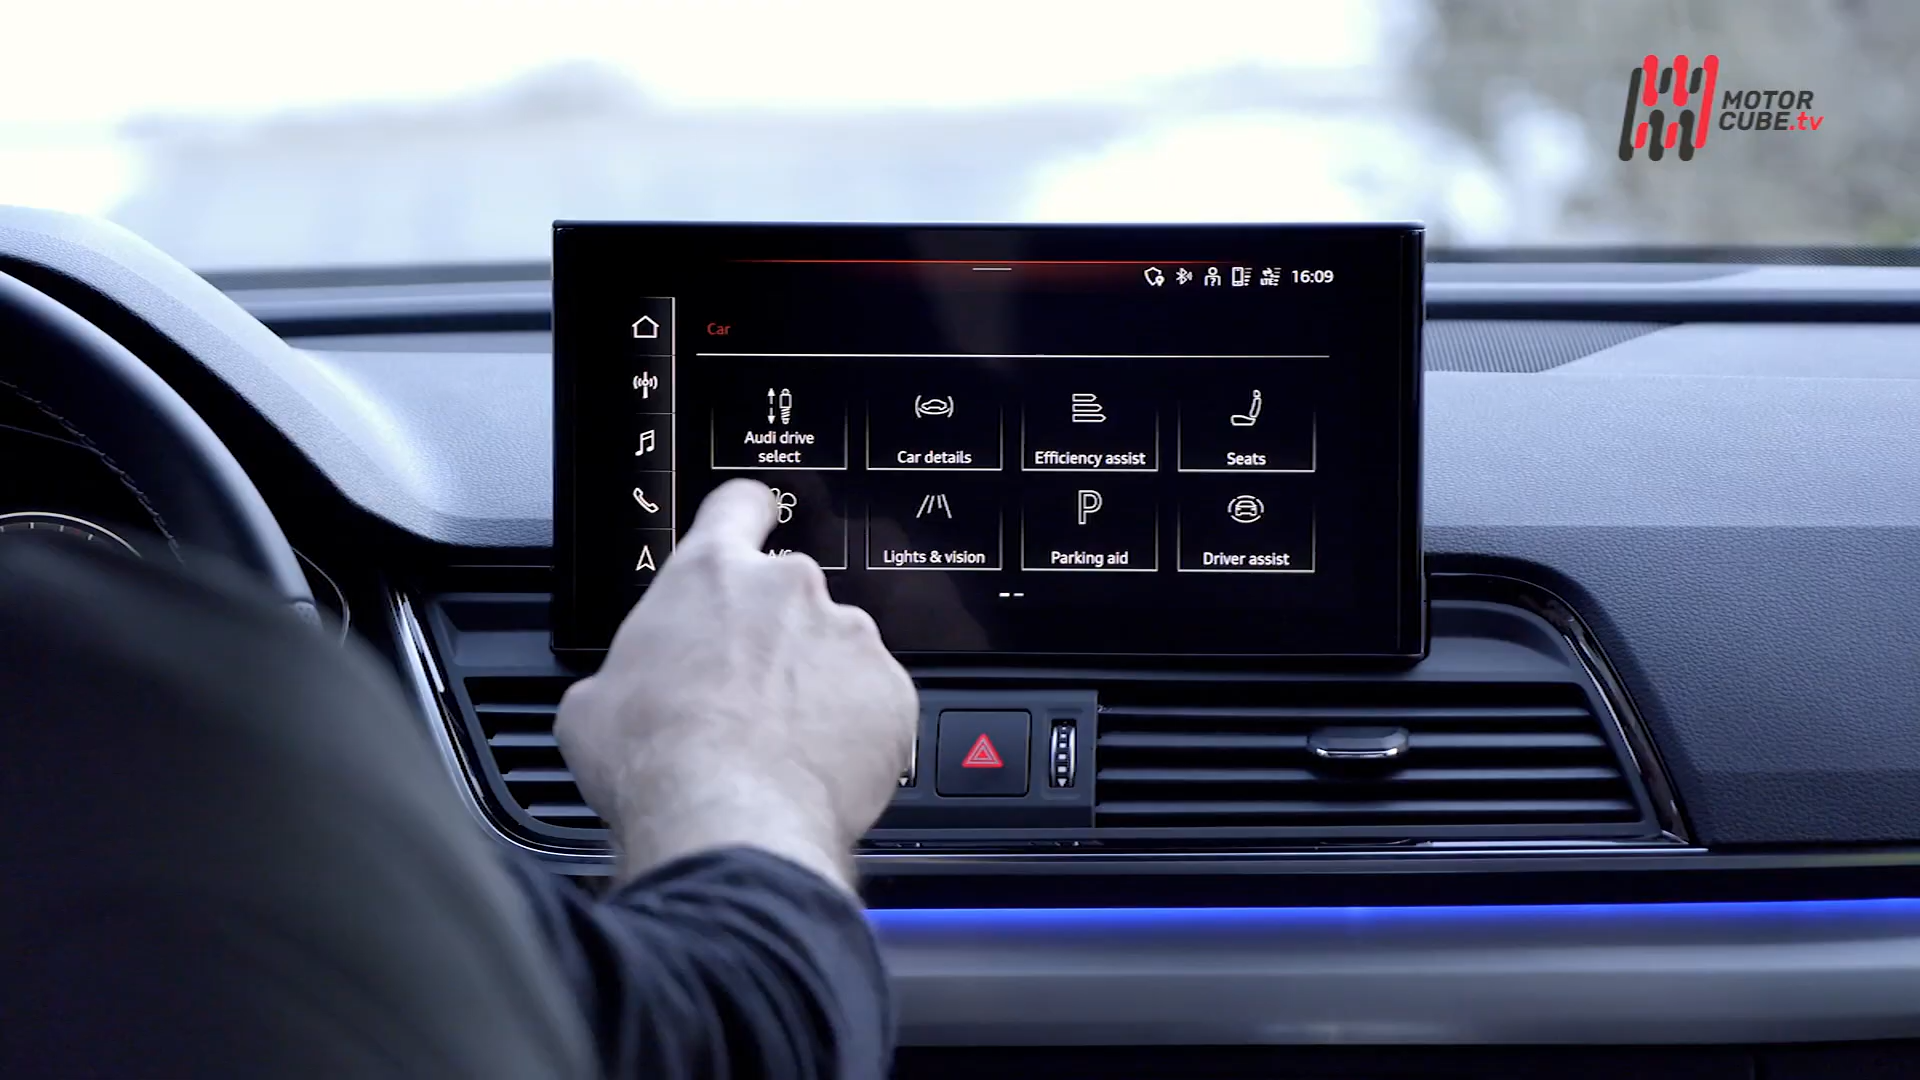 MOTOR
CUBE.tv
LTE
16:09
Car
Audi drive
select
Car details
Efficiency assist
Seats
A/C
Lights & vision
P
Parking aid
Driver assist